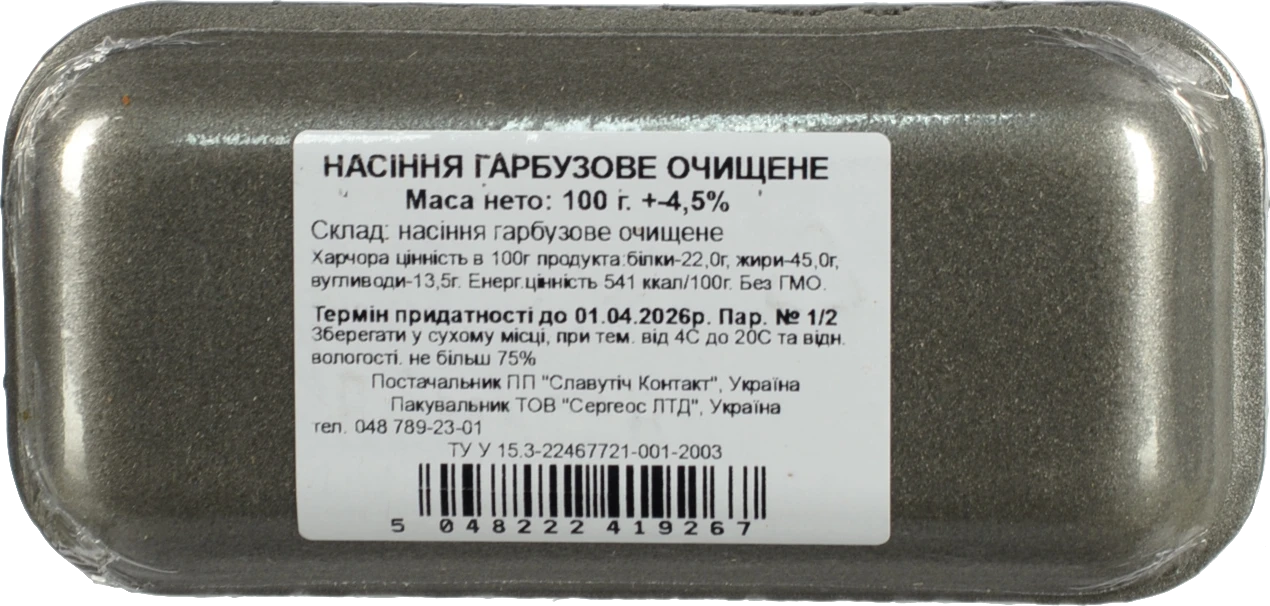 НАСІННЯ ГАРБУЗОВЕ ОЧИЩЕНЕ
Маса нето: 100 г. +-4,5%
Склад: насіння гарбузове очищене
Харчора цінність в 100г продукта:білки-22,0г, жири-45,0г,
вугливоди-13,5г. Енерг.цінність 541 ккал/100г. Без ГМО.
Термін придатності до 01.04.2026р. Пар. № 1/2
Зберегати у сухому місці, при тем. від 4С до 20С та відн.
вологості. не більш 75%
Постачальник ПП "Славутіч Контакт", Україна
Пакувальник ТОВ "Сергеос ЛТД", Україна
тел. 048 789-23-01
ТУ У 15.3-22467721-001-2003
5 048222 419267